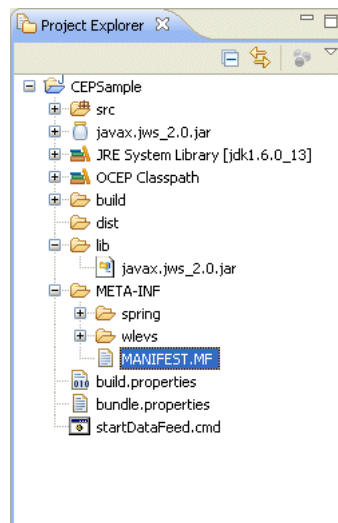 Project Explorer
CEPSample
src
javax.jws_2.0.jar
JRE System Library [jdk1.6.0_13]
OCEP Classpath
build
dist
lib
javax.jws_2.0.jar
META-INF
spring
wlevs
MANIFEST.MF
010
build.properties
bundle.properties
startDataFeed.cmd